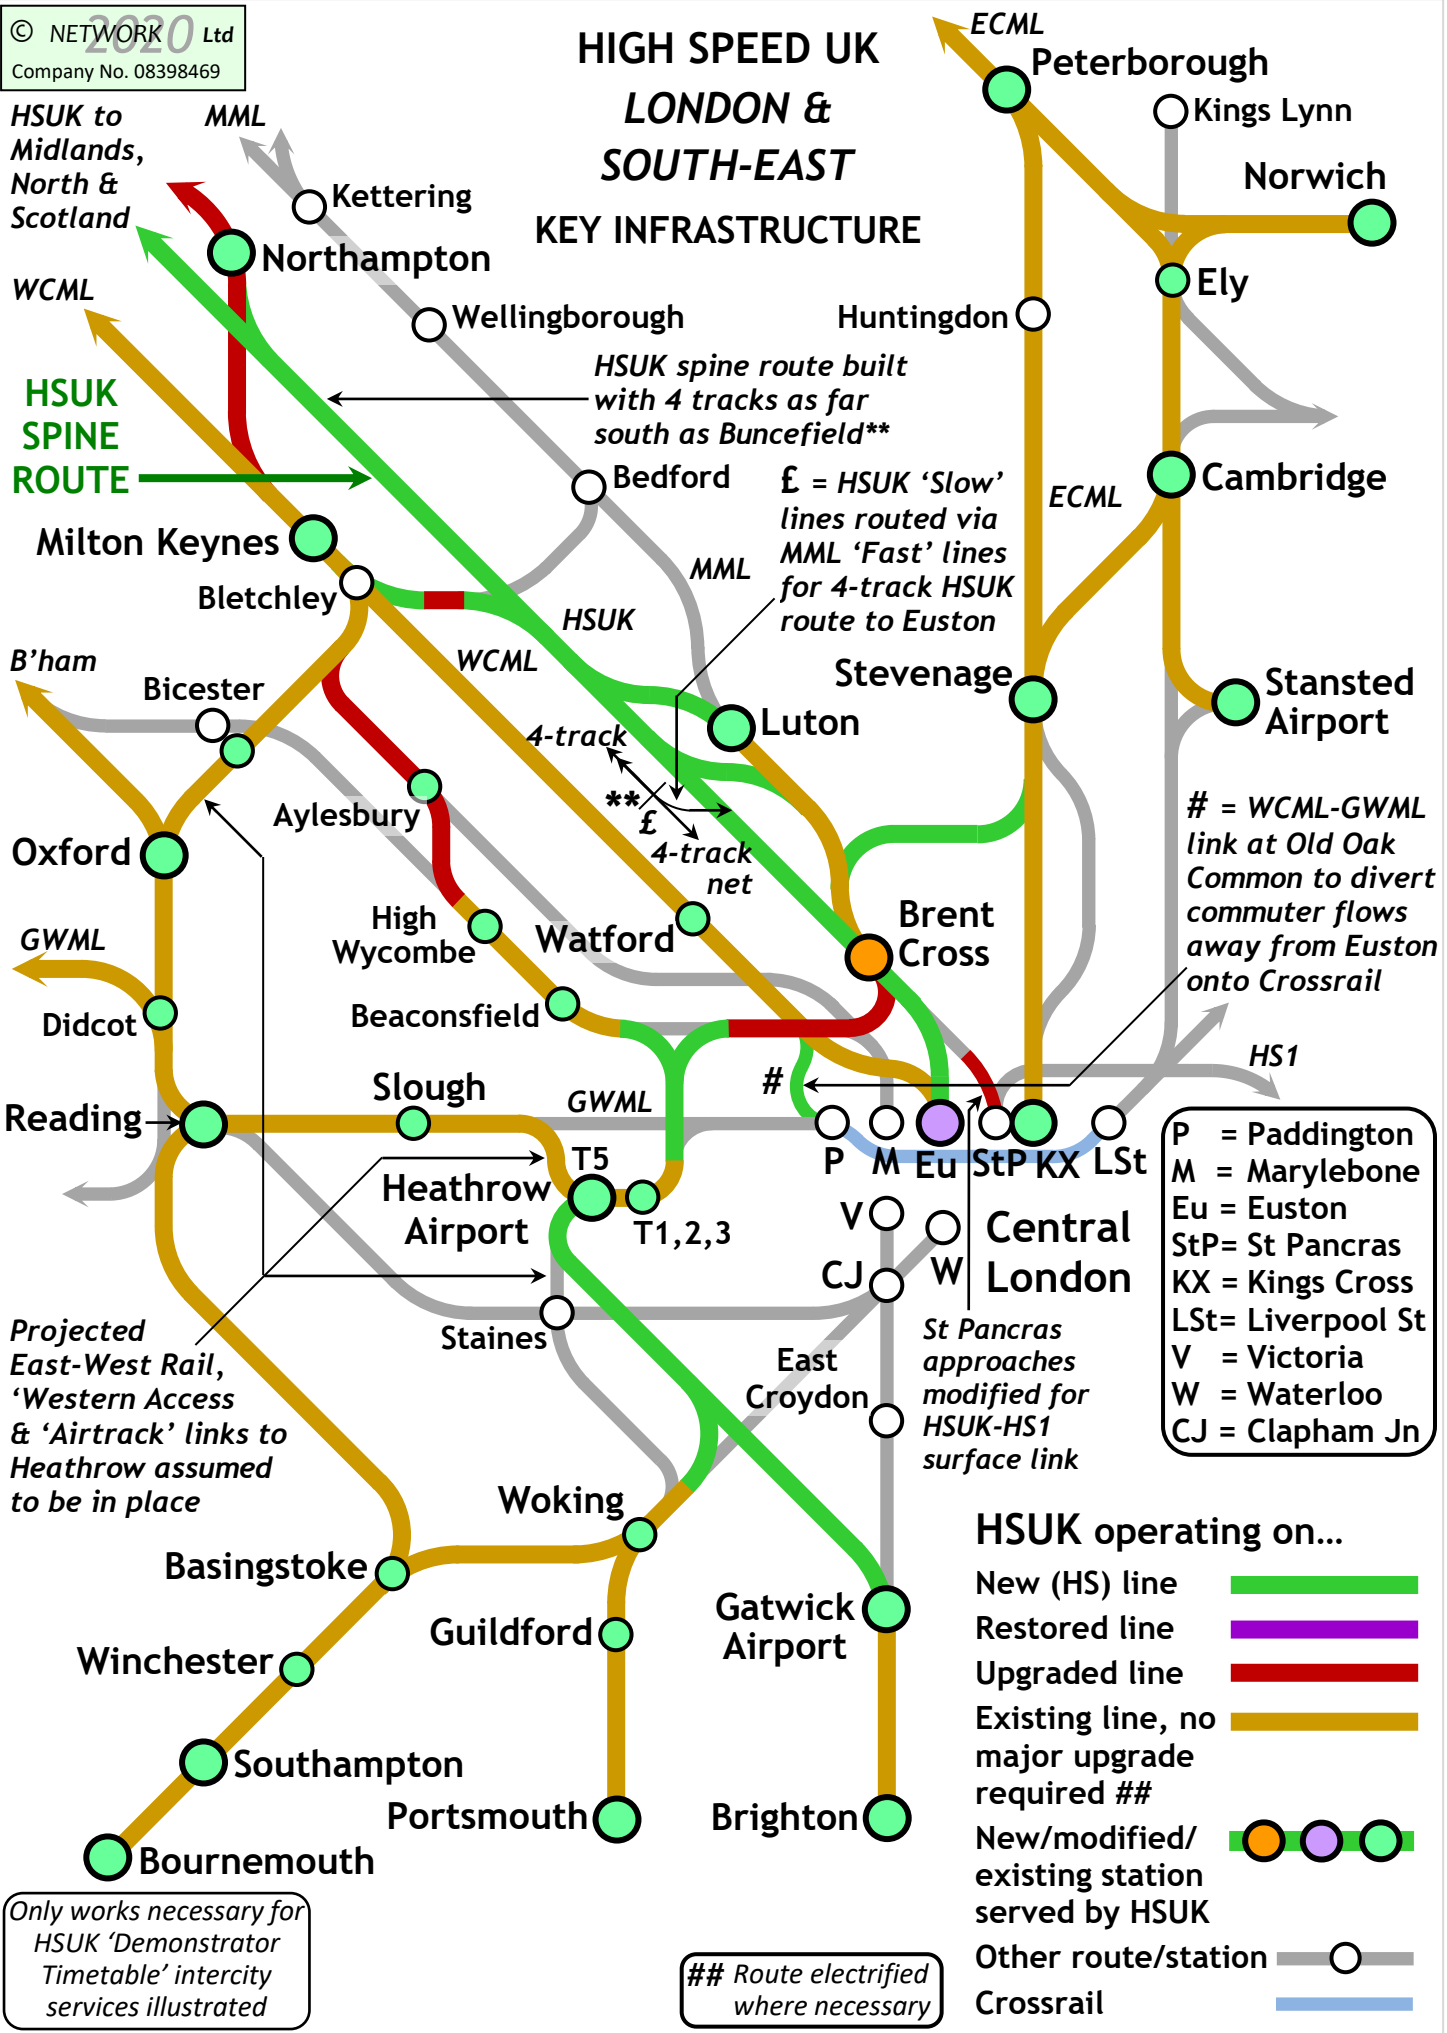 © NETWORK 2020 Ltd
Company No. 08398469
HIGH SPEED UK
LONDON &
SOUTH-EAST
KEY INFRASTRUCTURE
ECML
Peterborough
Kings Lynn
Norwich
HSUK to
Midlands,
North &
Scotland
MML
Kettering
Northampton
WCML
Wellingborough
Huntingdon
Ely
HSUK
SPINE
ROUTE
HSUK spine route built
with 4 tracks as far
south as Buncefield**
Bedford
£ = HSUK ‘Slow’
lines routed via
MML ‘Fast’ lines
for 4-track HSUK
route to Euston
ECML
Cambridge
Milton Keynes
Bletchley
MML
HSUK
WCML
B’ham
Bicester
Stevenage
Stansted
Airport
Luton
4-track
**
£
4-track
net
Aylesbury
Oxford
# = WCML-GWML
link at Old Oak
Common to divert
commuter flows
away from Euston
onto Crossrail
High
Wycombe
Watford
Brent
Cross
GWML
Didcot
Beaconsfield
HS1
#
Slough
GWML
Reading
P M Eu StP KX LSt
T5
Heathrow
Airport
T1,2,3
V
W
CJ
Central
London
P = Paddington
M = Marylebone
Eu = Euston
StP= St Pancras
KX = Kings Cross
LSt= Liverpool St
V = Victoria
W = Waterloo
CJ = Clapham Jn
Staines
Projected
East-West Rail,
‘Western Access
& ‘Airtrack’ links to
Heathrow assumed
to be in place
East
Croydon
St Pancras
approaches
modified for
HSUK-HS1
surface link
Woking
Basingstoke
Guildford
Gatwick
Airport
Winchester
Southampton
Portsmouth
Brighton
Bournemouth
HSUK operating on…
New (HS) line
Restored line
Upgraded line
Existing line, no
major upgrade
required ##
New/modified/
existing station
served by HSUK
Other route/station
Crossrail
Only works necessary for
HSUK ‘Demonstrator
Timetable’ intercity
services illustrated
## Route electrified
where necessary